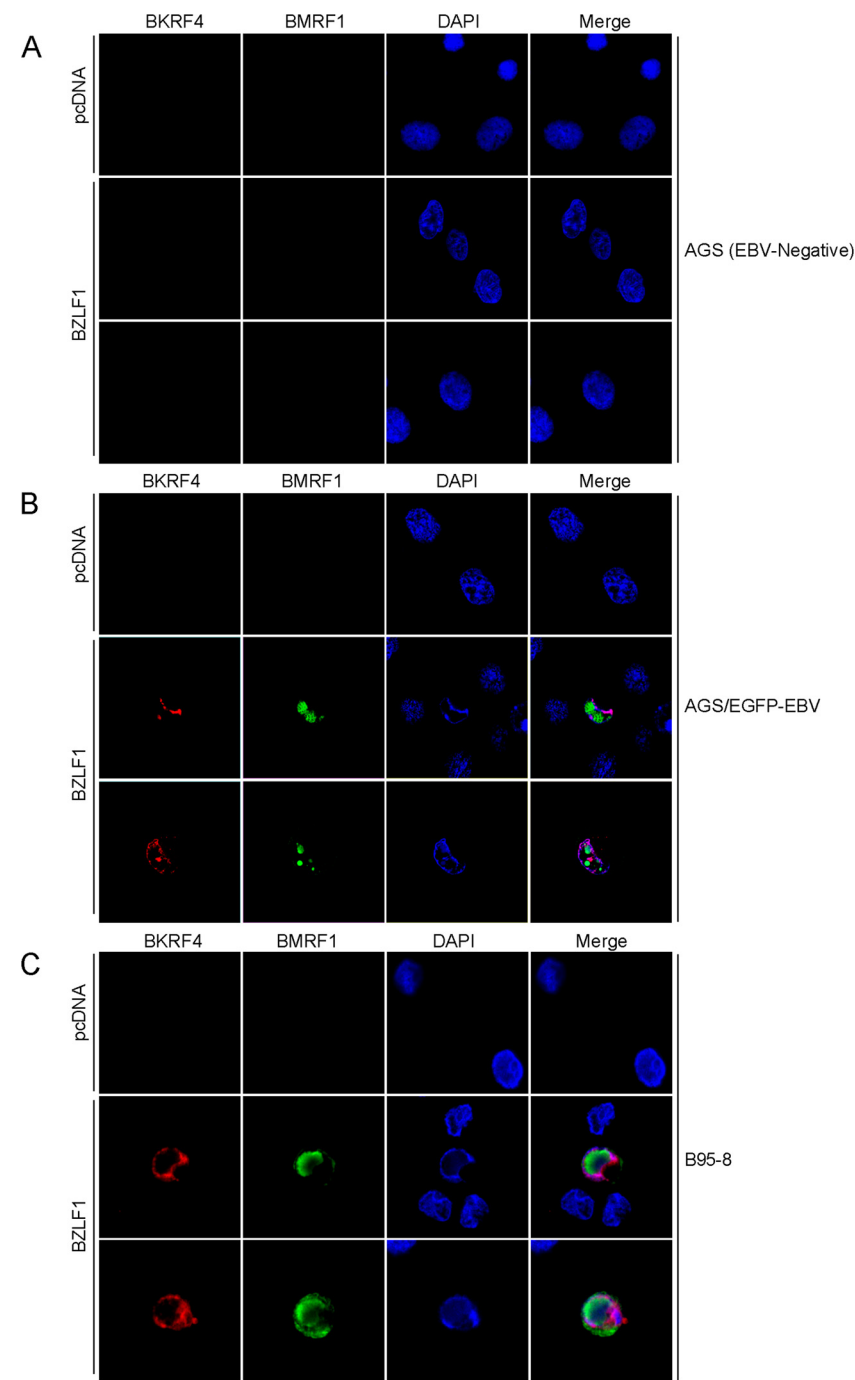 BKRF4 BMRF1 DAPI Merge
A
pcDNA
BZLF1
AGS (EBV-Negative)
BKRF4 BMRF1 DAPI Merge
B
pcDNA
BZLF1
AGS/EGFP-EBV
BKRF4 BMRF1 DAPI Merge
C
pcDNA
BZLF1
B95-8